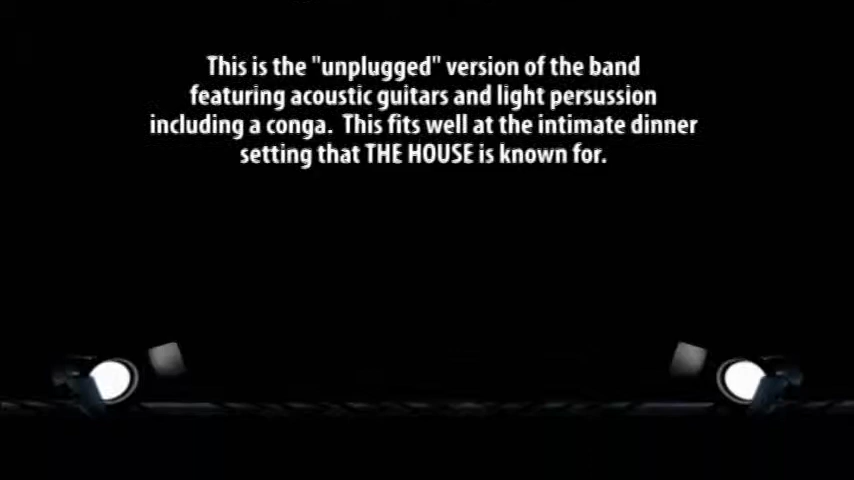 This is the "unplugged" version of the band
featuring acoustic guitars and light persussion
including a conga.  This fits well at the intimate dinner
setting that THE HOUSE is known for.